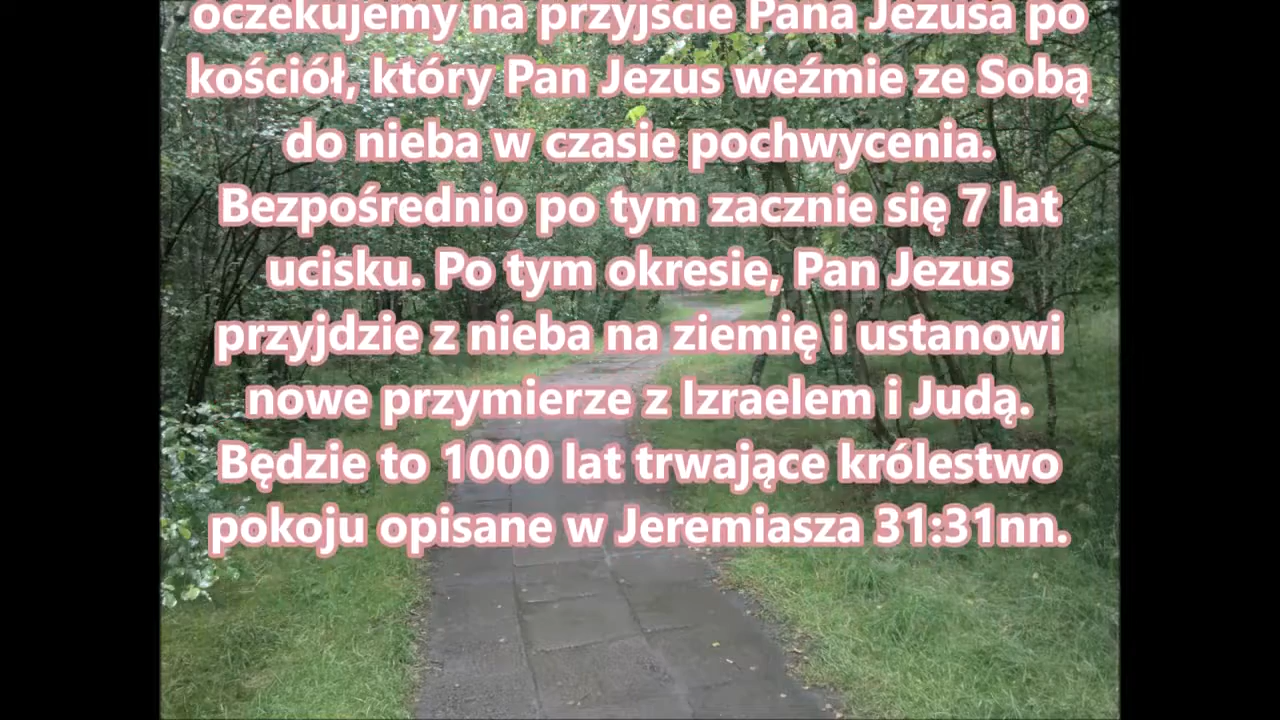 oczekujemy na przyjście Pana Jezusa po
kościół, który Pan Jezus weźmie ze Sobą
do nieba w czasie pochwycenia.
Bezpośrednio po tym zacznie się 7 lat
ucisku. Po tym okresie, Pan Jezus
przyjdzie z nieba na ziemię i ustanowi
nowe przymierze z Izraelem i Judą.
Będzie to 1000 lat trwające królestwo
pokoju opisane w Jeremiasza 31:31nn.